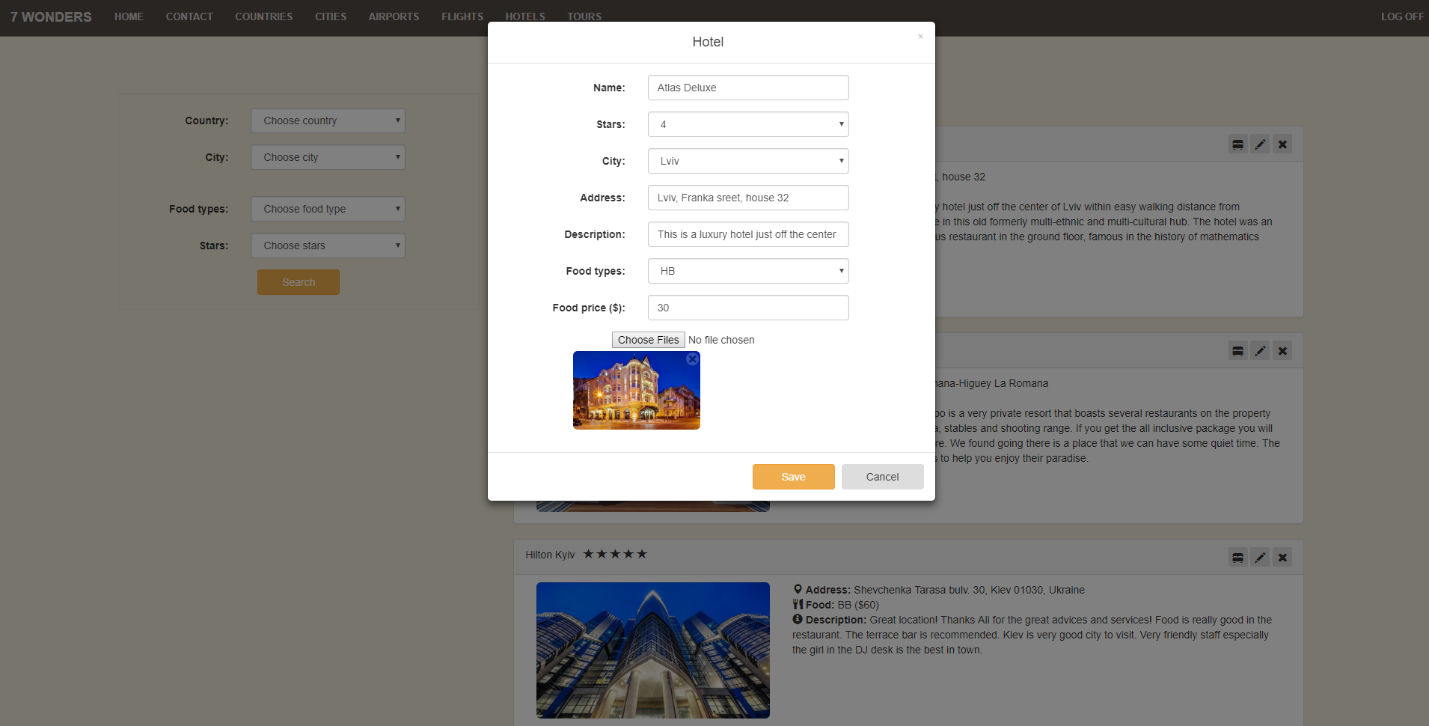 7 WONDERS HOME CONTACT COUNTRIES CITIES AIRPORTS FLIGHTS HOTELS TOURS LOG OFF
Hotel ×
Name: Atlas Deluxe
Stars: 4
City: Lviv
Address: Lviv, Franka sreet, house 32
Description: This is a luxury hotel just off the center
Food types: HB
Food price ($): 30
Choose Files No file chosen
Save Cancel
Country: Choose country
City: Choose city
Food types: Choose food type
Stars: Choose stars
Search
, house 32
hotel just off the center of Lviv within easy walking distance from
in this old formerly multi-ethnic and multi-cultural hub. The hotel was an
us restaurant in the ground floor, famous in the history of mathematics
ana-Higuey La Romana
is a very private resort that boasts several restaurants on the property
, stables and shooting range. If you get the all inclusive package you will
re. We found going there is a place that we can have some quiet time. The
to help you enjoy their paradise.
Hilton Kyiv ★★★★★
Address: Shevchenka Tarasa bulv. 30, Kiev 01030, Ukraine
Food: BB ($60)
Description: Great location! Thanks Ali for the great advices and services! Food is really good in the
restaurant. The terrace bar is recommended. Kiev is very good city to visit. Very friendly staff especially
the girl in the DJ desk is the best in town.